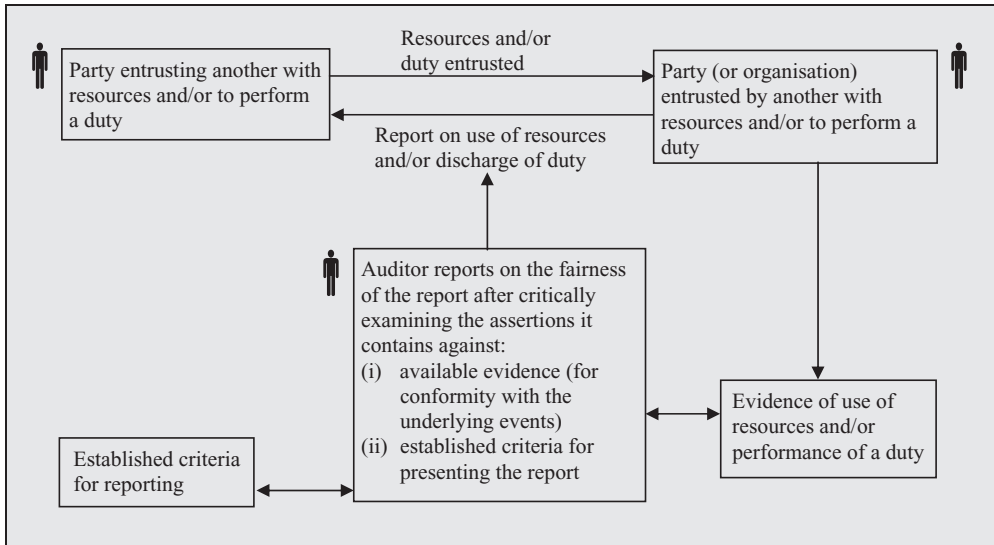 Resources and/or
duty entrusted
Party entrusting another with
resources and/or to perform
a duty
Party (or organisation)
entrusted by another with
resources and/or to perform a
duty
Report on use of resources
and/or discharge of duty
Auditor reports on the fairness
of the report after critically
examining the assertions it
contains against:
(i) available evidence (for
conformity with the
underlying events)
(ii) established criteria for
presenting the report
Evidence of use of
resources and/or
performance of a duty
Established criteria
for reporting